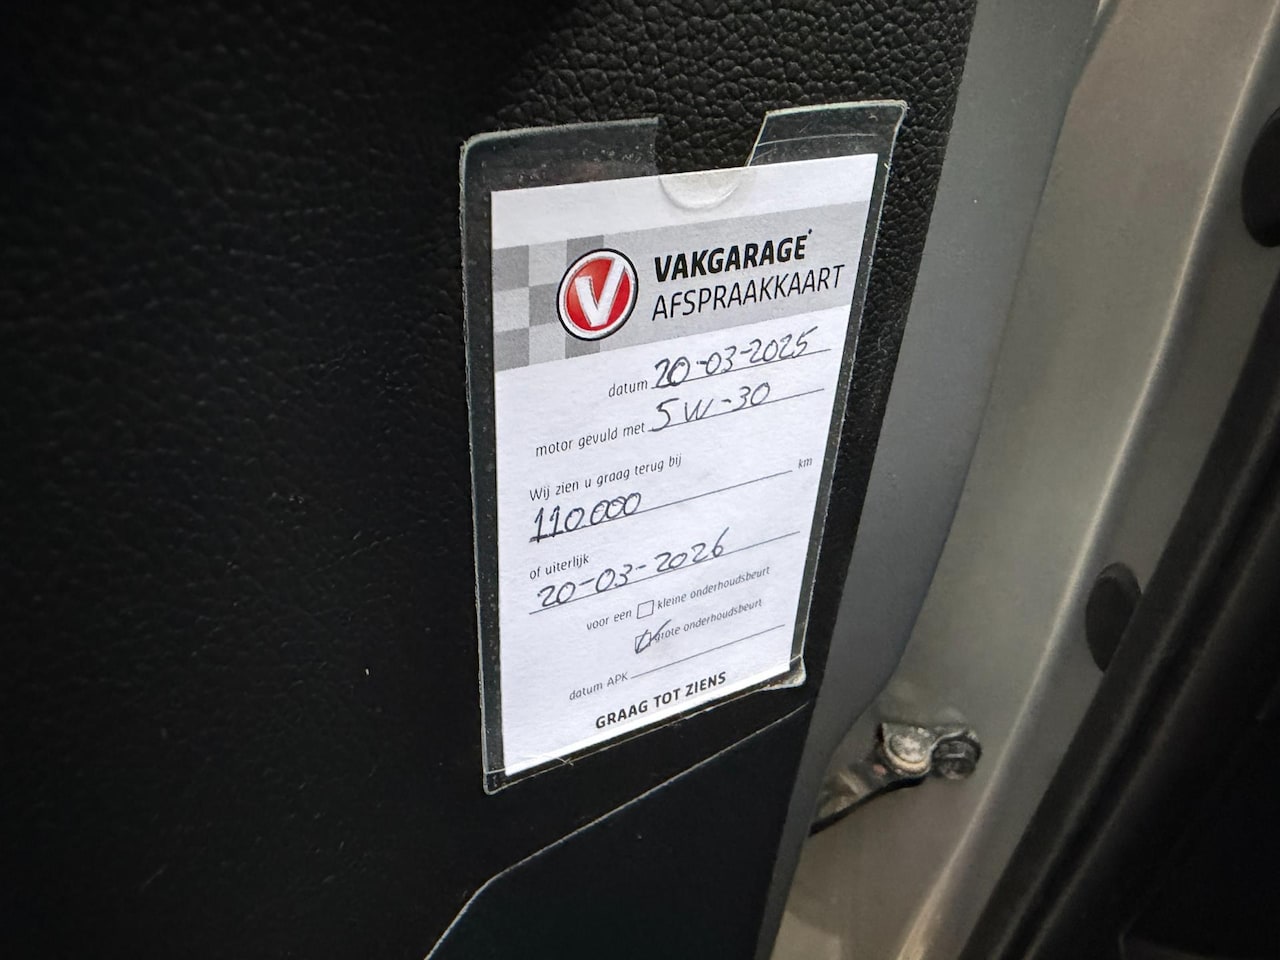 VAKGARAGE
AFSPRAAKKAART
datum 20-03-2025
motor gevuld met 5W-30
Wij zien u graag terug bij
110.000 km
of uiterlijk
20-03-2026
voor een kleine onderhoudsbeurt
grote onderhoudsbeurt
datum APK
GRAAG TOT ZIENS